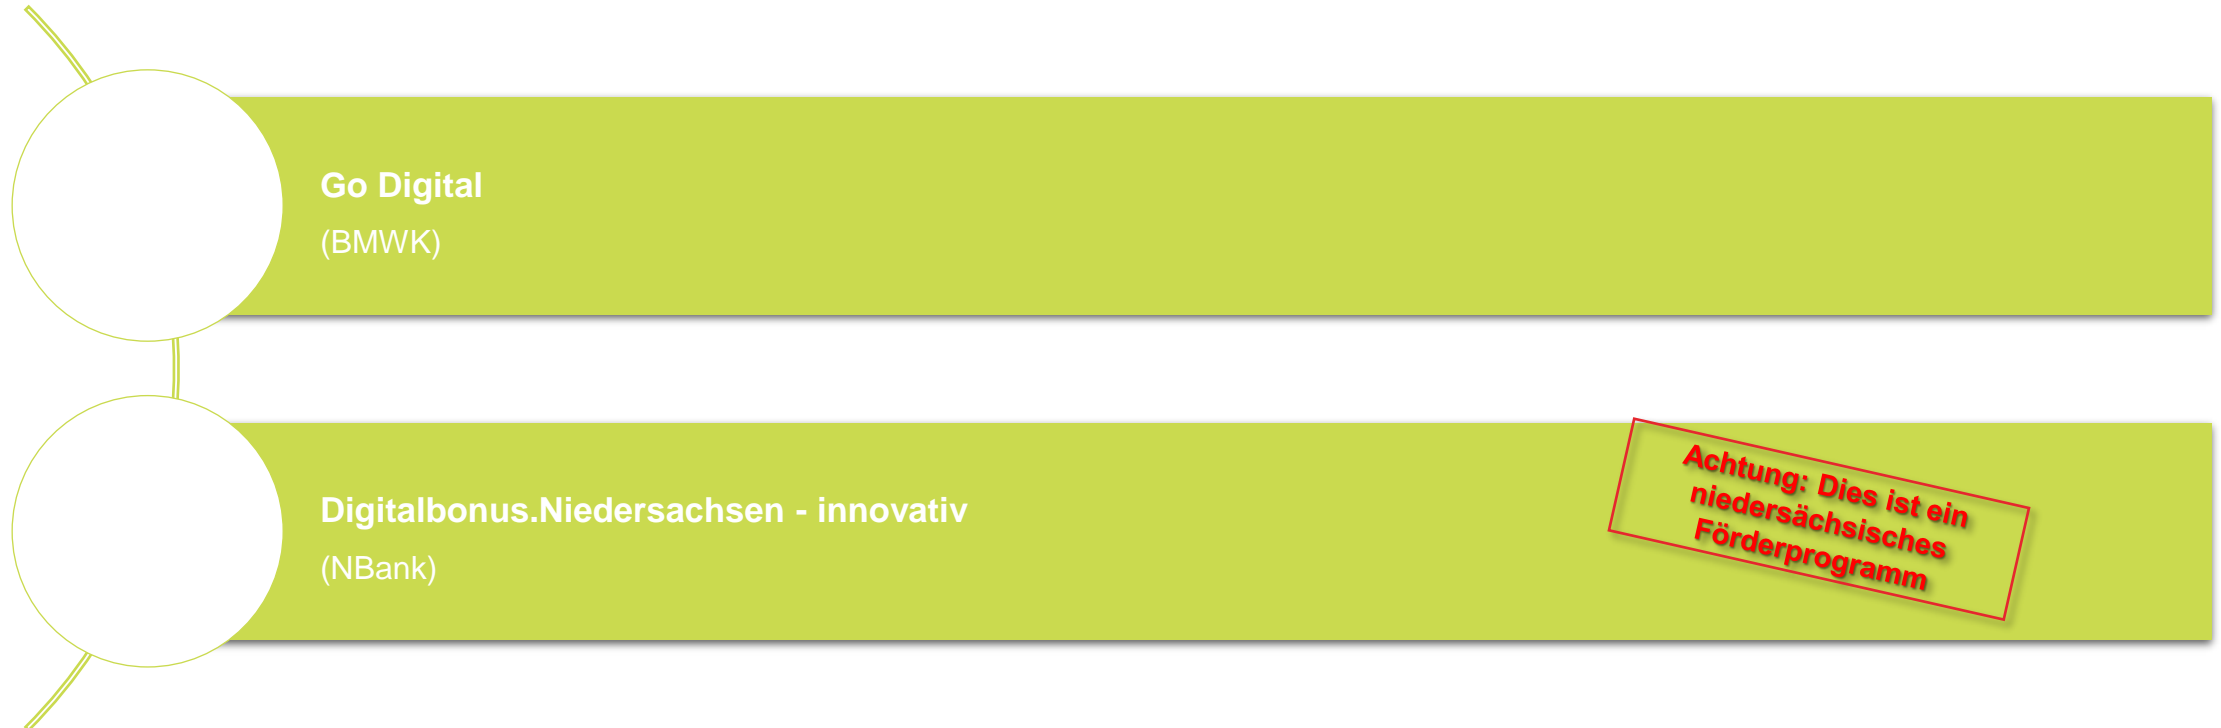 Go Digital
(BMWK)
Digitalbonus.Niedersachsen - innovativ
(NBank)
Achtung: Dies ist ein
niedersächsisches
Förderprogramm